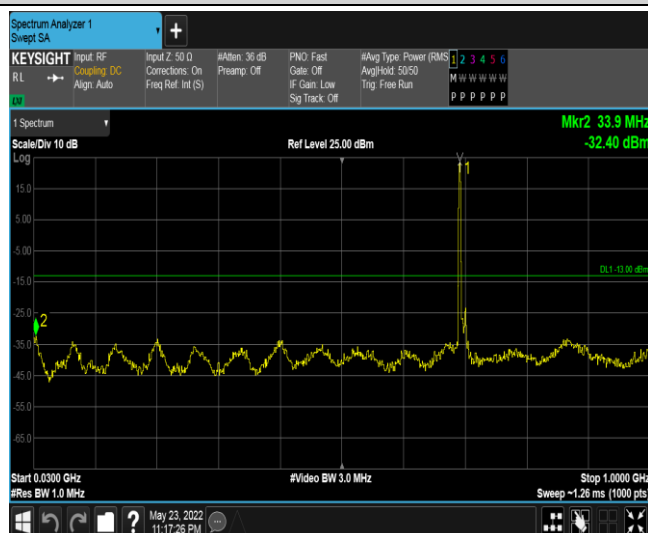 Spectrum Analyzer 1
Swept SA
+
KEYSIGHT
RL
Input: RF
Coupling: DC
Align: Auto
Input Z: 50 Ω
Corrections: On
Freq Ref: Int (S)
#Atten: 36 dB
Preamp: Off
PNO: Fast
Gate: Off
IF Gain: Low
Sig Track: Off
#Avg Type: Power (RMS
Avg|Hold: 50/50
Trig: Free Run
1 2 3 4 5 6
M W W W W W
P P P P P P
1 Spectrum
Scale/Div 10 dB
Ref Level 25.00 dBm
Mkr2 33.9 MHz
-32.40 dBm
Log
15.0
5.00
-5.00
-15.0
-25.0
-35.0
-45.0
-55.0
-65.0
1
2
DL1 -13.00 dBm
Start 0.0300 GHz
#Res BW 1.0 MHz
#Video BW 3.0 MHz
Stop 1.0000 GHz
Sweep ~1.26 ms (1000 pts)
?
May 23, 2022
11:17:26 PM